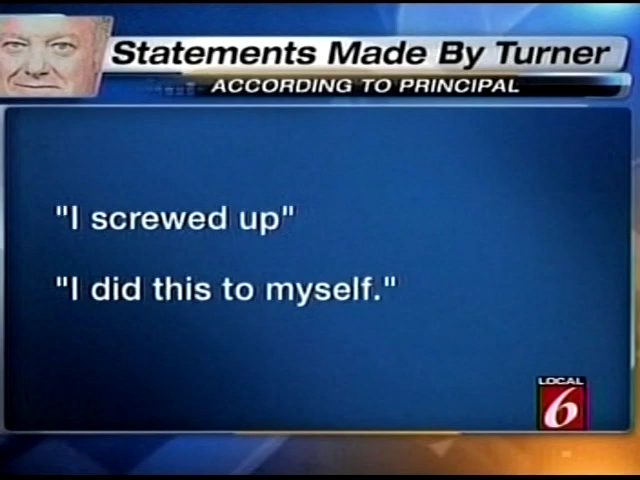 Statements Made By Turner
ACCORDING TO PRINCIPAL
"I screwed up"
"I did this to myself."
LOCAL
6